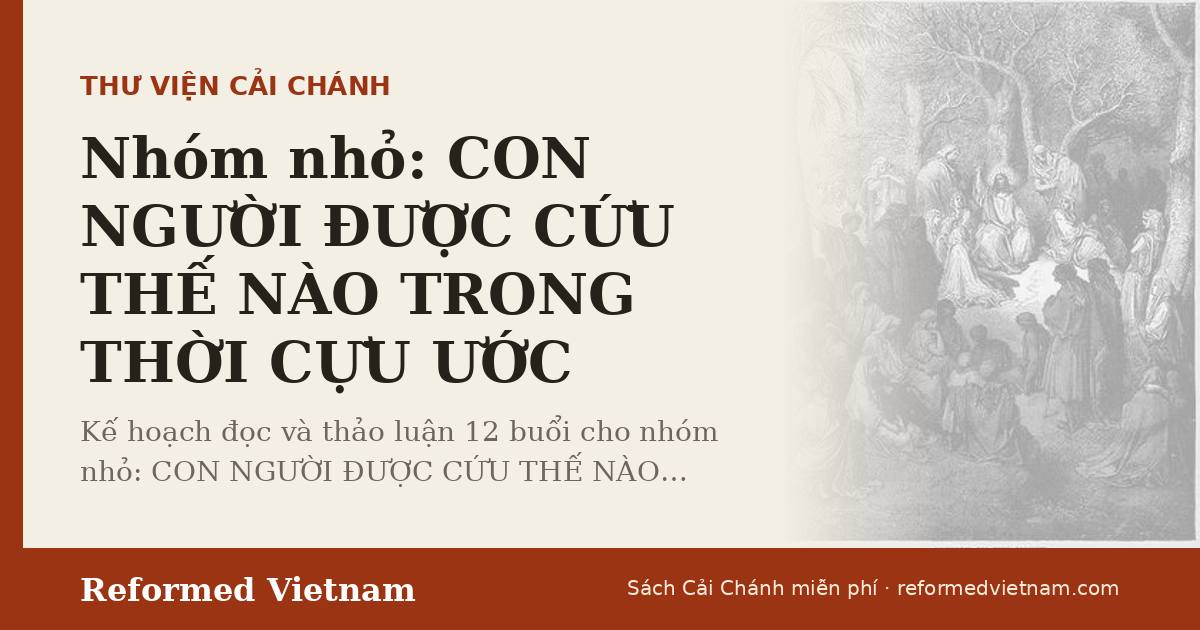 THƯ VIỆN CẢI CHÁNH
Nhóm nhỏ: CON
NGƯỜI ĐƯỢC CỨU
THẾ NÀO TRONG
THỜI CỰU ƯỚC
Kế hoạch đọc và thảo luận 12 buổi cho nhóm
nhỏ: CON NGƯỜI ĐƯỢC CỨU THẾ NÀO...
Reformed Vietnam
Sách Cải Chánh miễn phí · reformedvietnam.com